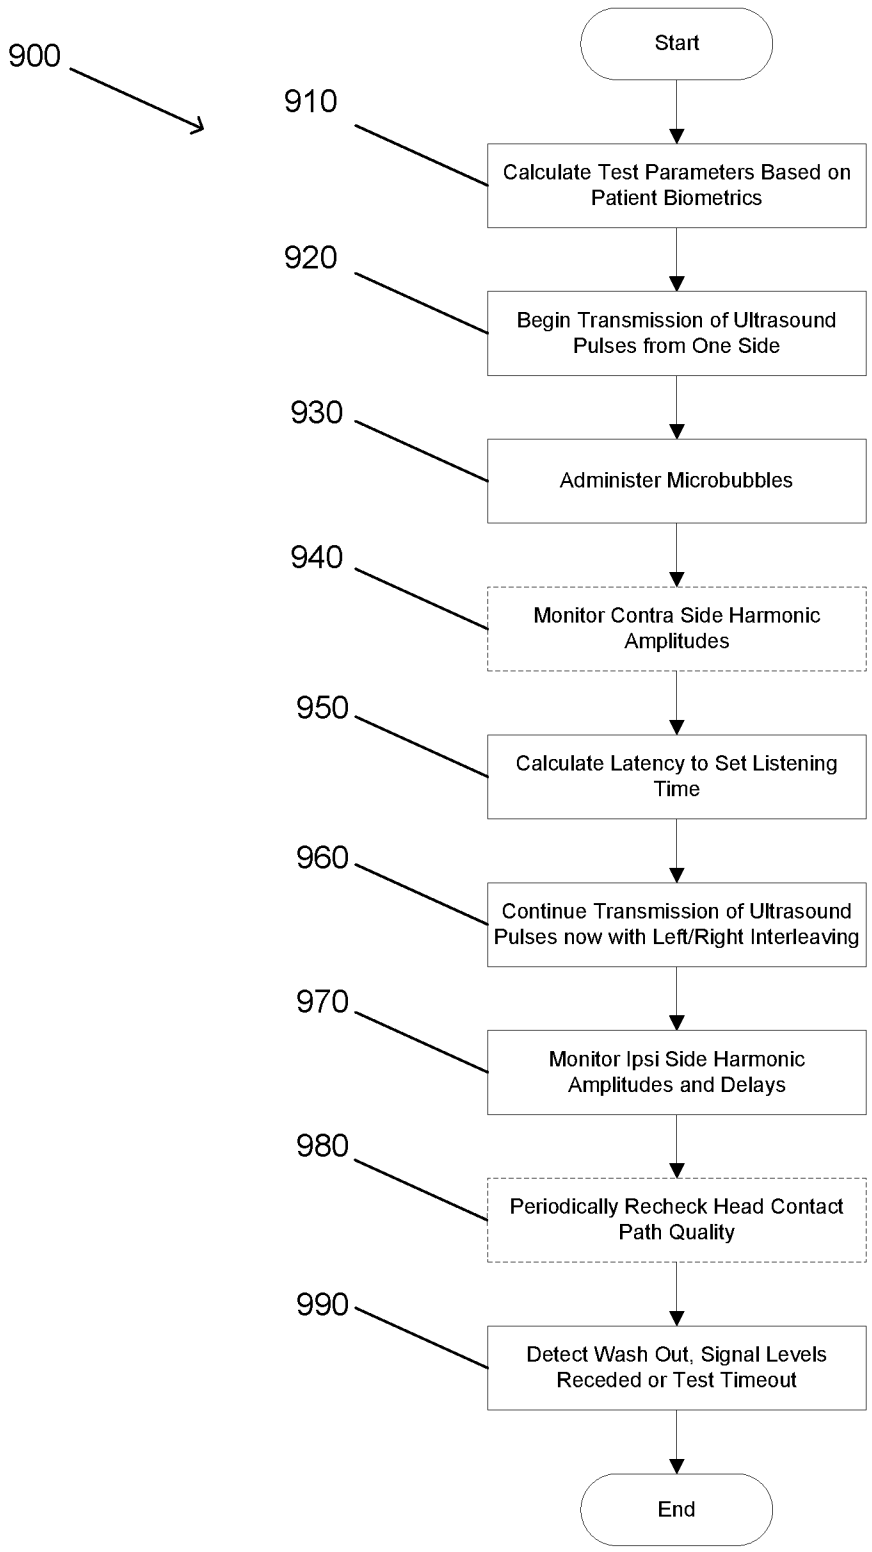 Start
900
910
Calculate Test Parameters Based on
Patient Biometrics
920
Begin Transmission of Ultrasound
Pulses from One Side
930
Administer Microbubbles
940
Monitor Contra Side Harmonic
Amplitudes
950
Calculate Latency to Set Listening
Time
960
Continue Transmission of Ultrasound
Pulses now with Left/Right Interleaving
970
Monitor Ipsi Side Harmonic
Amplitudes and Delays
980
Periodically Recheck Head Contact
Path Quality
990
Detect Wash Out, Signal Levels
Receded or Test Timeout
End